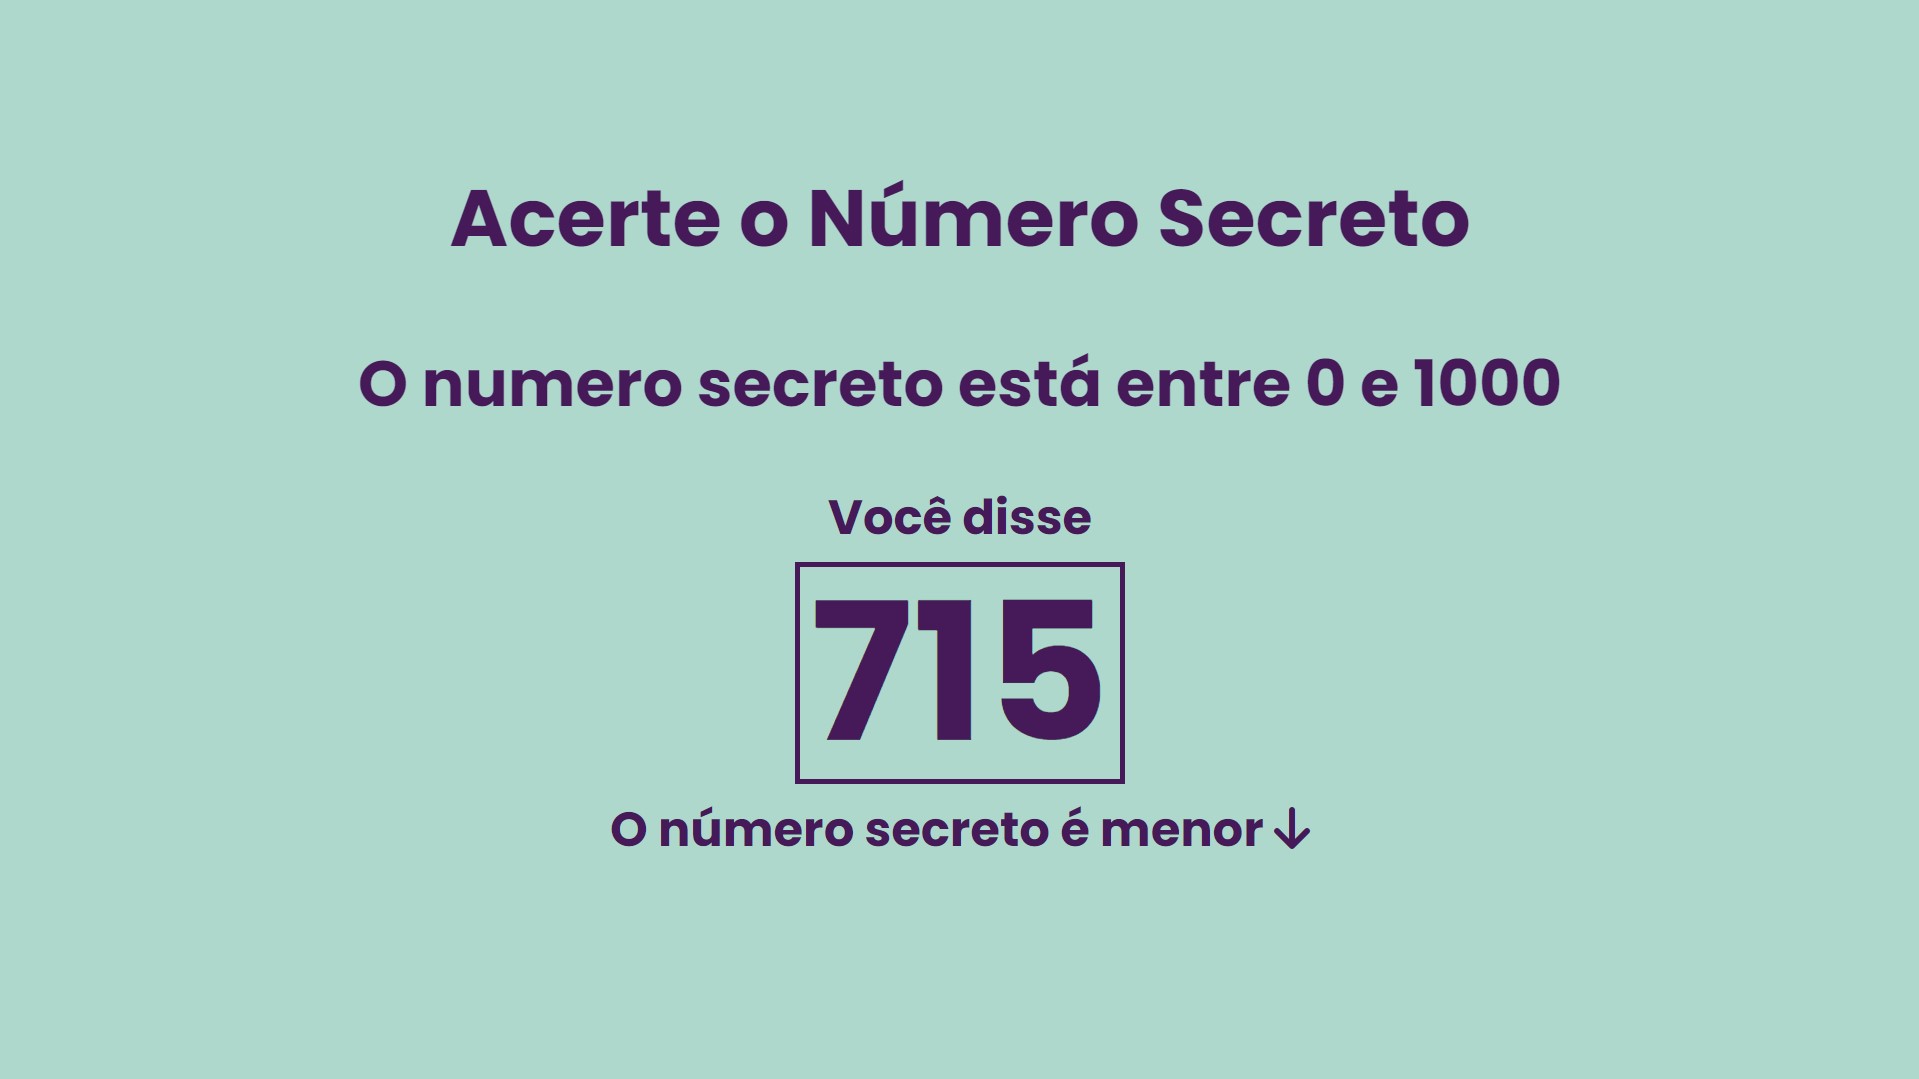 Acerte o Número Secreto
O numero secreto está entre 0 e 1000
Você disse
715
O número secreto é menor ↓